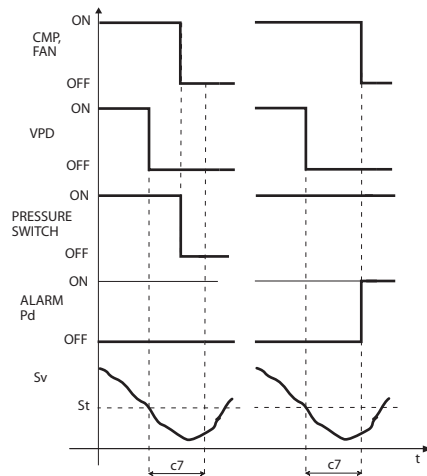 ON
CMP,
FAN
OFF
ON
VPD
OFF
ON
PRESSURE
SWITCH
OFF
ON
ALARM
Pd
OFF
Sv
St
t
c7
c7